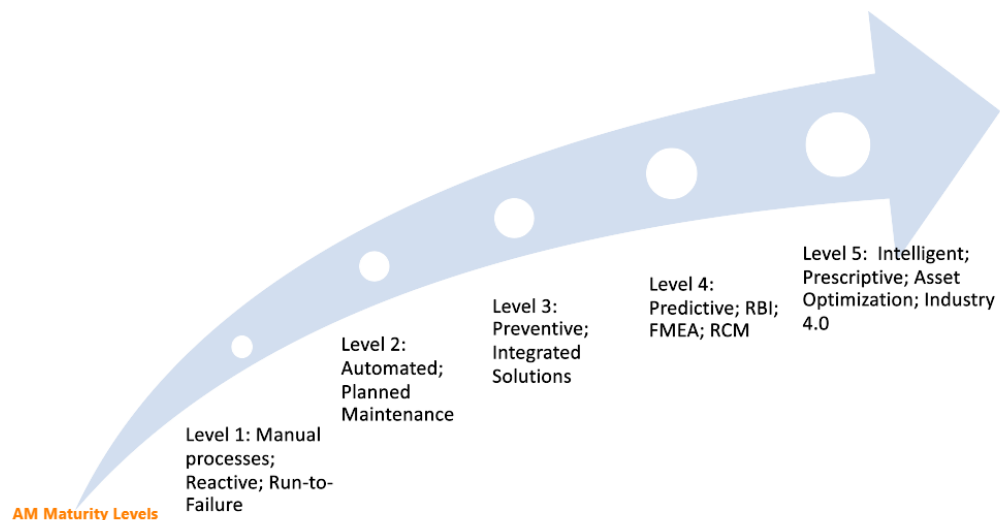 Level 1: Manual
processes;
Reactive; Run-to-
Failure
Level 2:
Automated;
Planned
Maintenance
Level 3:
Preventive;
Integrated
Solutions
Level 4:
Predictive; RBI;
FMEA; RCM
Level 5:  Intelligent;
Prescriptive; Asset
Optimization; Industry
4.0
AM Maturity Levels